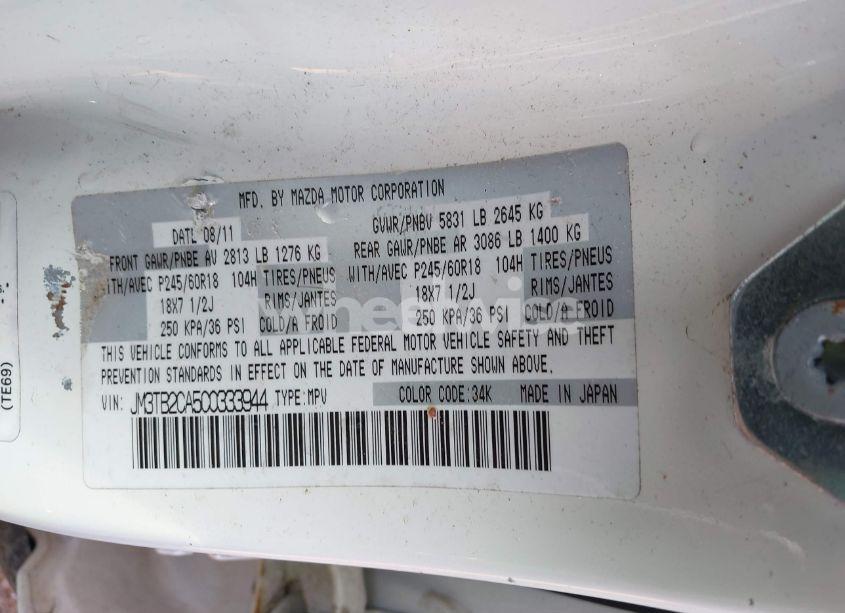 MFD. BY MAZDA MOTOR CORPORATION
DATE 08/11 GVWR/PNBV 5831 LB 2645 KG
FRONT GAWR/PNBE AV 2813 LB 1276 KG REAR GAWR/PNBE AR 3086 LB 1400 KG
WITH/AVEC P245/60R18 104H TIRES/PNEUS WITH/AVEC P245/60R18 104H TIRES/PNEUS
18X7 1/2J RIMS/JANTES 18X7 1/2J RIMS/JANTES
250 KPA/36 PSI COLD/A FROID 250 KPA/36 PSI COLD/A FROID
THIS VEHICLE CONFORMS TO ALL APPLICABLE FEDERAL MOTOR VEHICLE SAFETY AND THEFT
PREVENTION STANDARDS IN EFFECT ON THE DATE OF MANUFACTURE SHOWN ABOVE.
VIN: JM3TB2CA5C0333944 TYPE: MPV COLOR CODE: 34K MADE IN JAPAN
(TE69)